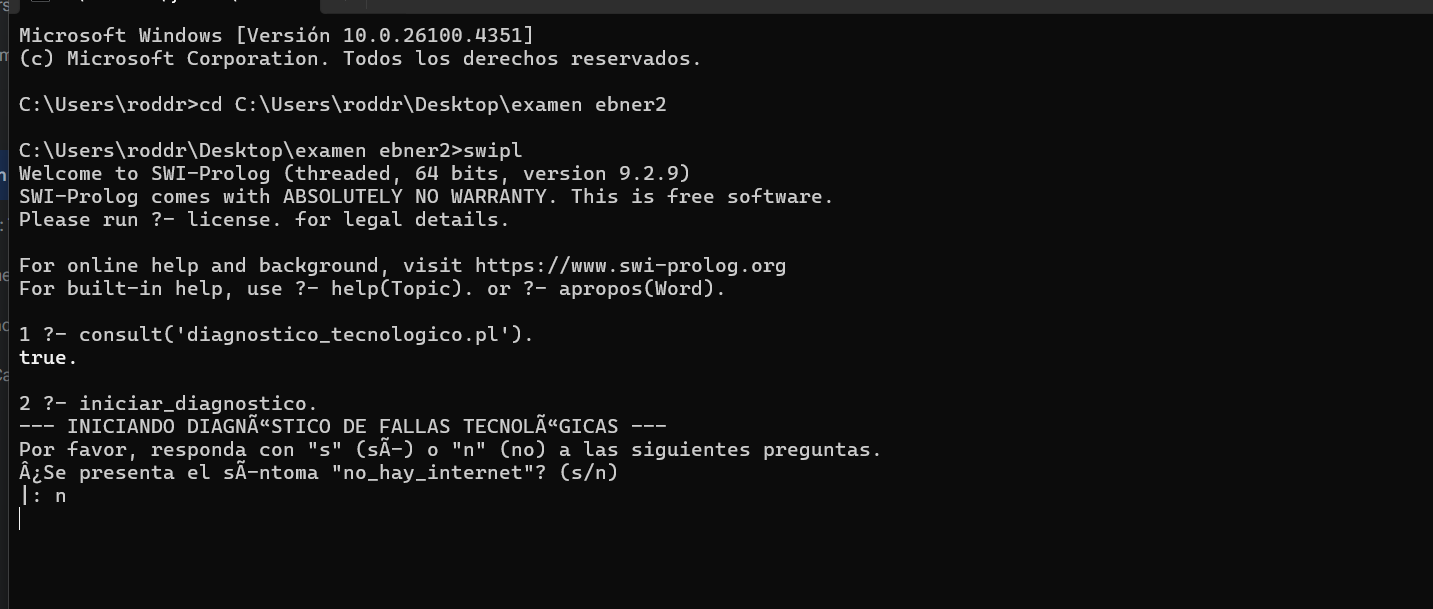 Microsoft Windows [Versión 10.0.26100.4351]
(c) Microsoft Corporation. Todos los derechos reservados.
C:\Users\roddr>cd C:\Users\roddr\Desktop\examen ebner2
C:\Users\roddr\Desktop\examen ebner2>swipl
Welcome to SWI-Prolog (threaded, 64 bits, version 9.2.9)
SWI-Prolog comes with ABSOLUTELY NO WARRANTY. This is free software.
Please run ?- license. for legal details.
For online help and background, visit https://www.swi-prolog.org
For built-in help, use ?- help(Topic). or ?- apropos(Word).
1 ?- consult('diagnostico_tecnologico.pl').
true.
2 ?- iniciar_diagnostico.
--- INICIANDO DIAGNÃ“STICO DE FALLAS TECNOLÃ“GICAS ---
Por favor, responda con "s" (sÃ-) o "n" (no) a las siguientes preguntas.
Â¿Se presenta el sÃ-ntoma "no_hay_internet"? (s/n)
|: n